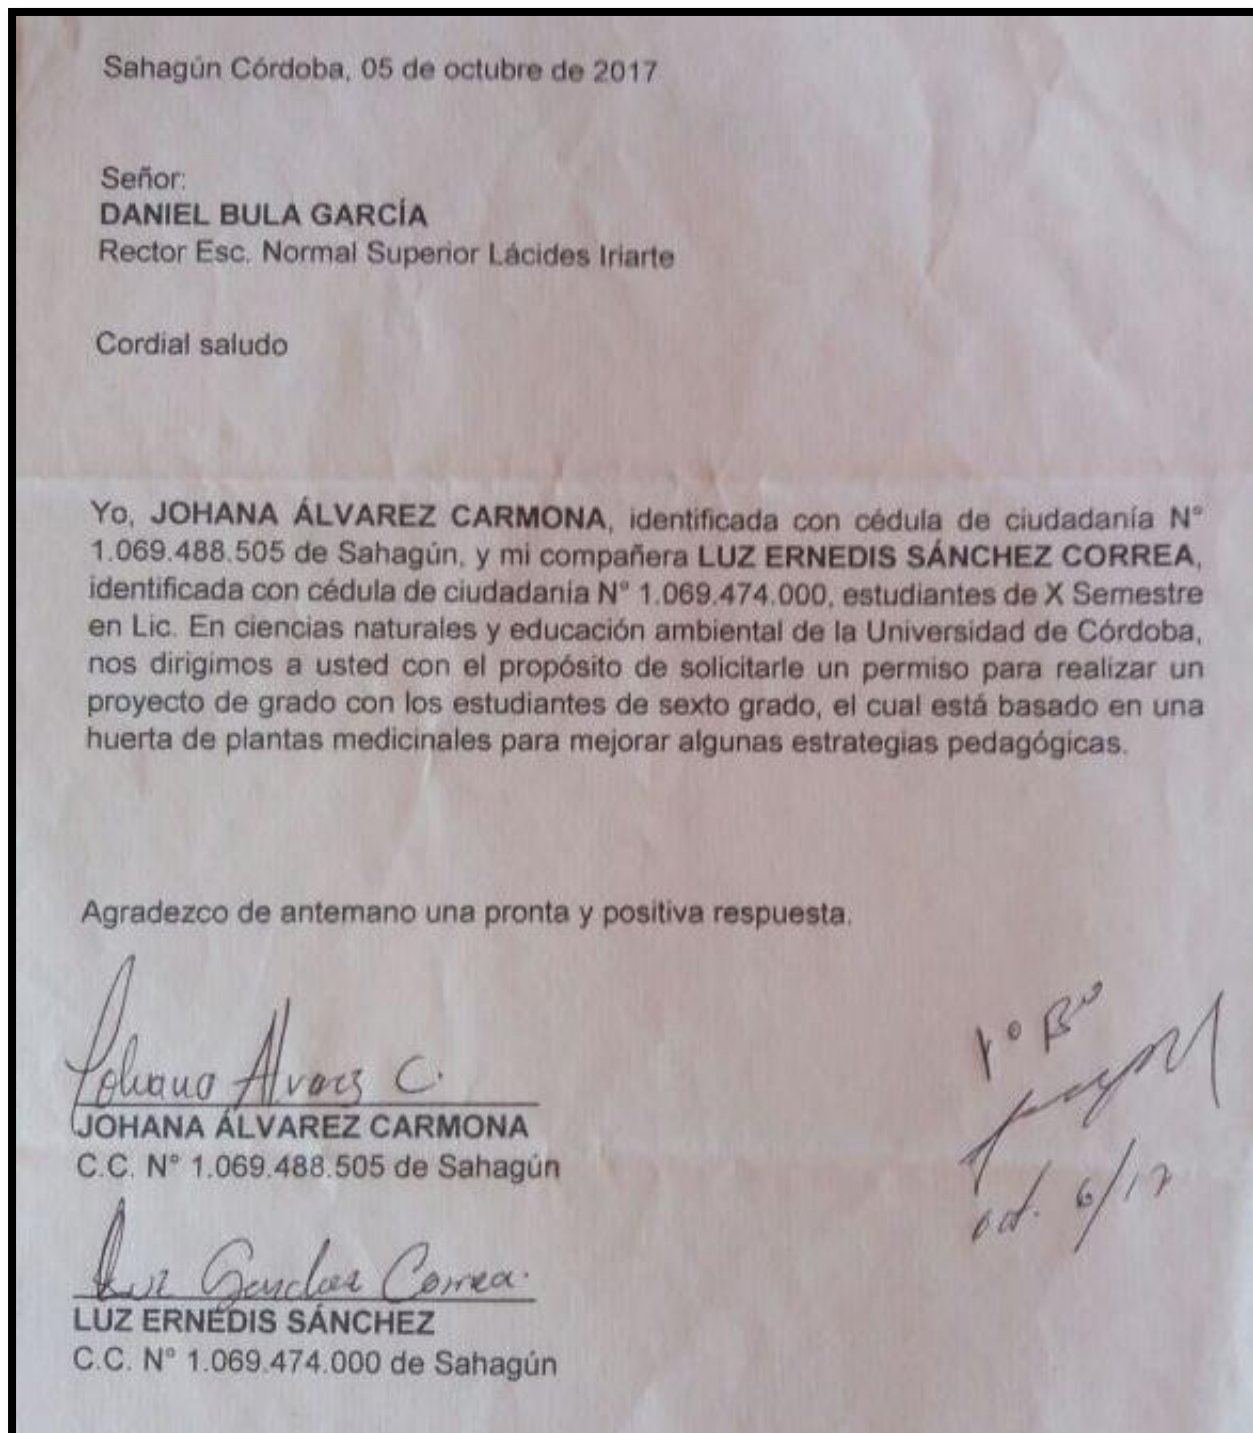 Sahagún Córdoba, 05 de octubre de 2017
Señor:
DANIEL BULA GARCÍA
Rector Esc. Normal Superior Lácides Iriarte
Cordial saludo
Yo, JOHANA ÁLVAREZ CARMONA, identificada con cédula de ciudadanía N°
1.069.488.505 de Sahagún, y mi compañera LUZ ERNEDIS SÁNCHEZ CORREA,
identificada con cédula de ciudadanía N° 1.069.474.000, estudiantes de X Semestre
en Lic. En ciencias naturales y educación ambiental de la Universidad de Córdoba,
nos dirigimos a usted con el propósito de solicitarle un permiso para realizar un
proyecto de grado con los estudiantes de sexto grado, el cual está basado en una
huerta de plantas medicinales para mejorar algunas estrategias pedagógicas.
Agradezco de antemano una pronta y positiva respuesta.
Johana Alvarez C.
JOHANA ÁLVAREZ CARMONA
C.C. N° 1.069.488.505 de Sahagún
Luz Sanchez Correa.
LUZ ERNEDIS SÁNCHEZ
C.C. N° 1.069.474.000 de Sahagún
oct. 6/17